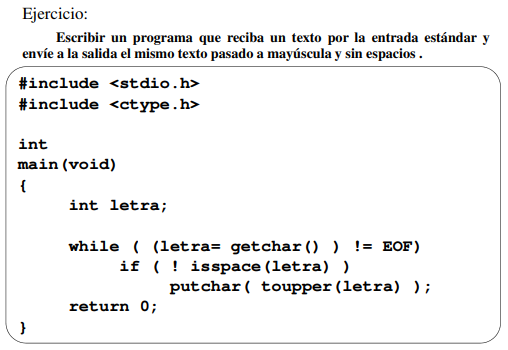 Ejercicio:
Escribir un programa que reciba un texto por la entrada estándar y
envíe a la salida el mismo texto pasado a mayúscula y sin espacios .
#include <stdio.h>
#include <ctype.h>
int
main(void)
{
int letra;
while ( (letra= getchar() ) != EOF)
if ( ! isspace(letra) )
putchar( toupper(letra) );
return 0;
}